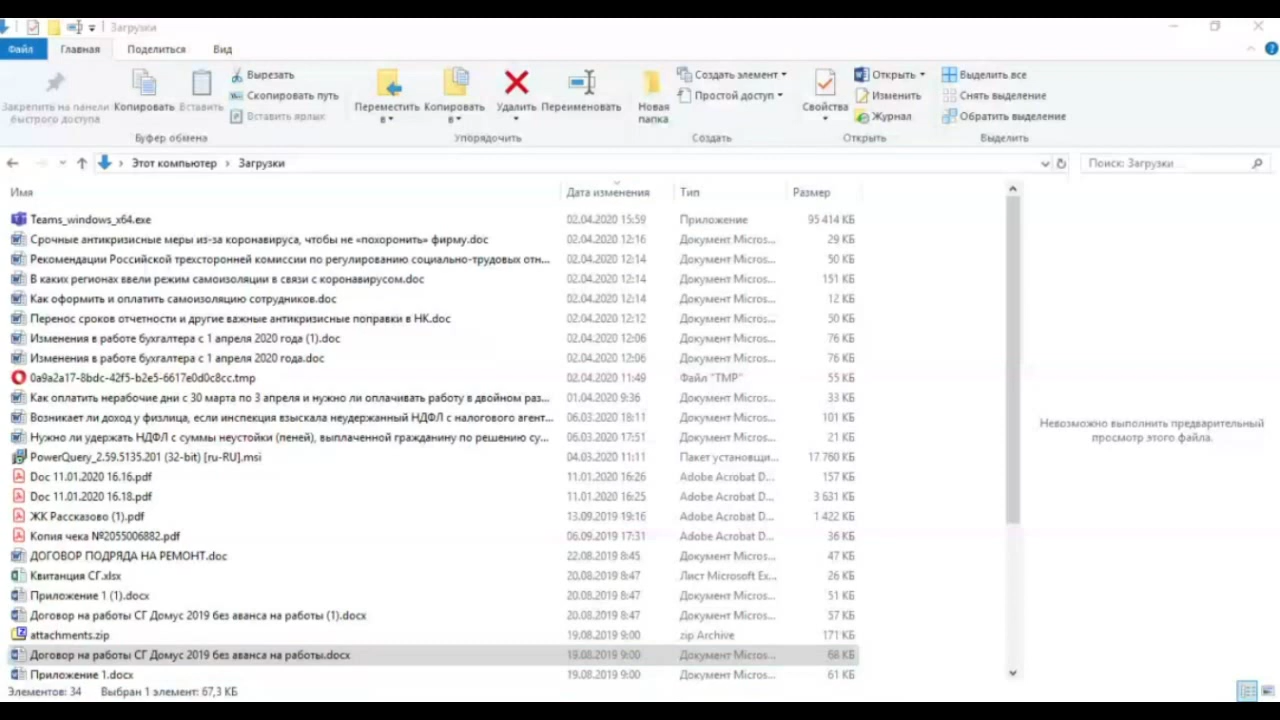 Загрузки
Файл Главная Поделиться Вид
Закрепить на панели быстрого доступа
Копировать
Вставить
Вырезать
Скопировать путь
Вставить ярлык
Буфер обмена
Переместить в
Копировать в
Удалить
Переименовать
Упорядочить
Новая папка
Создать элемент
Простой доступ
Создать
Свойства
Открыть
Изменить
Журнал
Открыть
Выделить все
Снять выделение
Обратить выделение
Выделить
Этот компьютер › Загрузки
Поиск: Загрузки
Имя Дата изменения Тип Размер
Teams_windows_x64.exe 02.04.2020 15:59 Приложение 95 414 КБ
Срочные антикризисные меры из-за коронавируса, чтобы не «похоронить» фирму.doc 02.04.2020 12:16 Документ Micros... 29 КБ
Рекомендации Российской трехсторонней комиссии по регулированию социально-трудовых отн... 02.04.2020 12:14 Документ Micros... 50 КБ
В каких регионах ввели режим самоизоляции в связи с коронавирусом.doc 02.04.2020 12:14 Документ Micros... 151 КБ
Как оформить и оплатить самоизоляцию сотрудников.doc 02.04.2020 12:14 Документ Micros... 12 КБ
Перенос сроков отчетности и другие важные антикризисные поправки в НК.doc 02.04.2020 12:12 Документ Micros... 50 КБ
Изменения в работе бухгалтера с 1 апреля 2020 года (1).doc 02.04.2020 12:06 Документ Micros... 76 КБ
Изменения в работе бухгалтера с 1 апреля 2020 года.doc 02.04.2020 12:06 Документ Micros... 76 КБ
0a9a2a17-8bdc-42f5-b2e5-6617e0d0c8cc.tmp 02.04.2020 11:49 Файл "TMP" 55 КБ
Как оплатить нерабочие дни с 30 марта по 3 апреля и нужно ли оплачивать работу в двойном раз... 01.04.2020 9:36 Документ Micros... 33 КБ
Возникает ли доход у физлица, если инспекция взыскала неудержанный НДФЛ с налогового агент... 06.03.2020 18:11 Документ Micros... 101 КБ
Нужно ли удержать НДФЛ с суммы неустойки (пеней), выплаченной гражданину по решению су... 06.03.2020 17:51 Документ Micros... 21 КБ
PowerQuery_2.59.5135.201 (32-bit) [ru-RU].msi 04.03.2020 11:11 Пакет установщи... 17 760 КБ
Doc 11.01.2020 16.16.pdf 11.01.2020 16:26 Adobe Acrobat D... 157 КБ
Doc 11.01.2020 16.18.pdf 11.01.2020 16:25 Adobe Acrobat D... 3 631 КБ
ЖК Рассказово (1).pdf 13.09.2019 19:16 Adobe Acrobat D... 1 422 КБ
Копия чека №2055006882.pdf 06.09.2019 17:31 Adobe Acrobat D... 36 КБ
ДОГОВОР ПОДРЯДА НА РЕМОНТ.doc 22.08.2019 8:45 Документ Micros... 47 КБ
Квитанция СГ.xlsx 20.08.2019 8:47 Лист Microsoft Ex... 26 КБ
Приложение 1 (1).docx 20.08.2019 8:47 Документ Micros... 51 КБ
Договор на работы СГ Домус 2019 без аванса на работы (1).docx 20.08.2019 8:47 Документ Micros... 57 КБ
attachments.zip 19.08.2019 9:00 zip Archive 171 КБ
Договор на работы СГ Домус 2019 без аванса на работы.docx 19.08.2019 9:00 Документ Micros... 68 КБ
Приложение 1.docx 19.08.2019 9:00 Документ Micros... 61 КБ
Невозможно выполнить предварительный
просмотр этого файла.
Элементов: 34 Выбран 1 элемент: 67,3 КБ